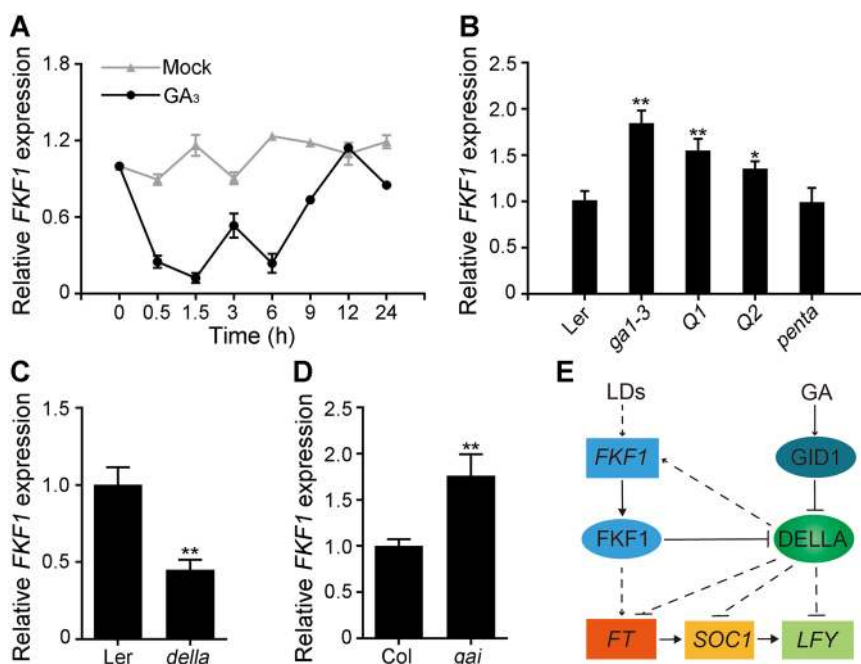 A
Relative FKF1 expression
1.8
1.2
0.6
0
Mock
GA₃
0 0.5 1.5 3 6 9 12 24
Time (h)
B
Relative FKF1 expression
2.5
2.0
1.5
1.0
0.5
0
** ** *
Ler ga1-3 Q1 Q2 penta
C
Relative FKF1 expression
1.5
1.0
0.5
0
**
Ler della
D
Relative FKF1 expression
2.5
2.0
1.5
1.0
0.5
0
**
Col gai
E
LDs GA
FKF1 GID1
FKF1 DELLA
FT SOC1 LFY